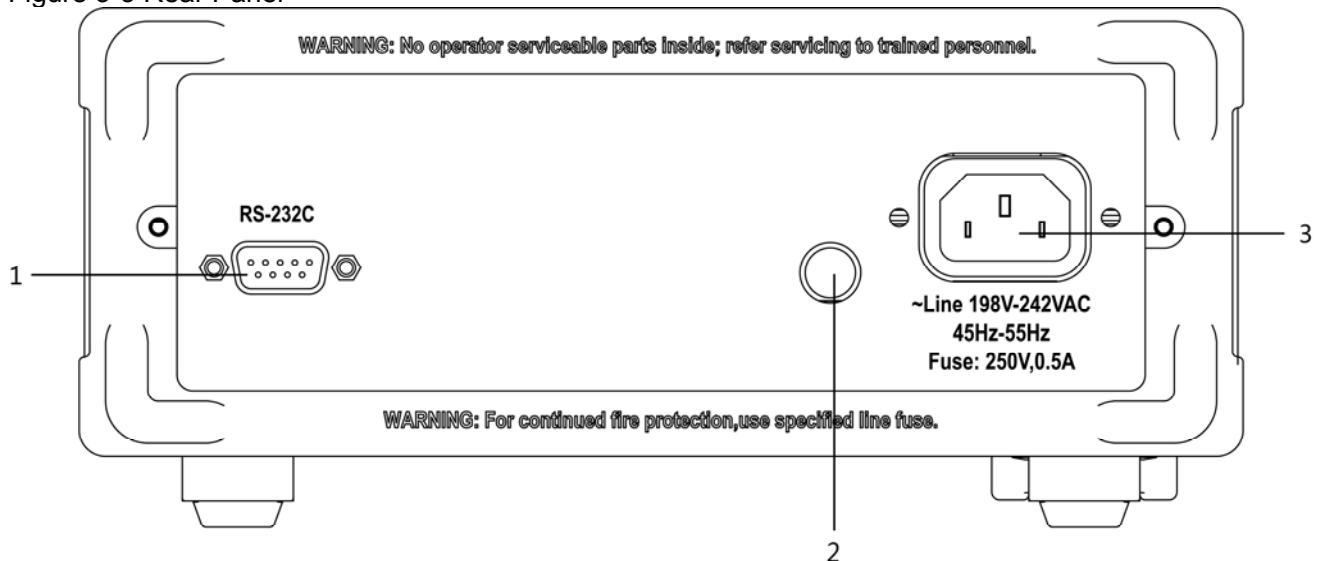 Figure 3-3 Rear Panel
WARNING: No operator serviceable parts inside; refer servicing to trained personnel.
RS-232C
1
3
~Line 198V-242VAC
45Hz-55Hz
Fuse: 250V,0.5A
WARNING: For continued fire protection,use specified line fuse.
2